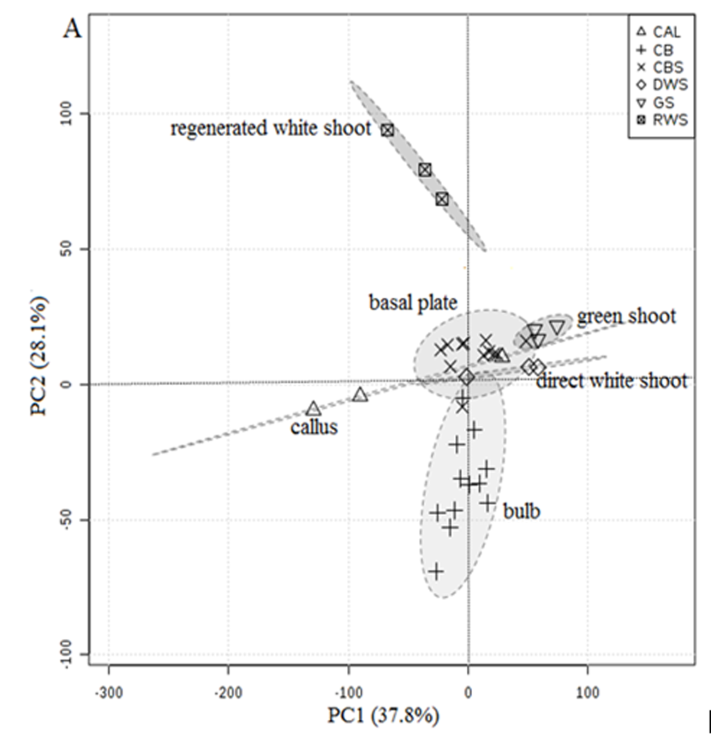 A
CAL
CB
CBS
DWS
GS
RWS
100
regenerated white shoot
50
basal plate
green shoot
PC2 (28.1%)
0
direct white shoot
callus
bulb
-50
-100
-300 -200 -100 0 100
PC1 (37.8%)